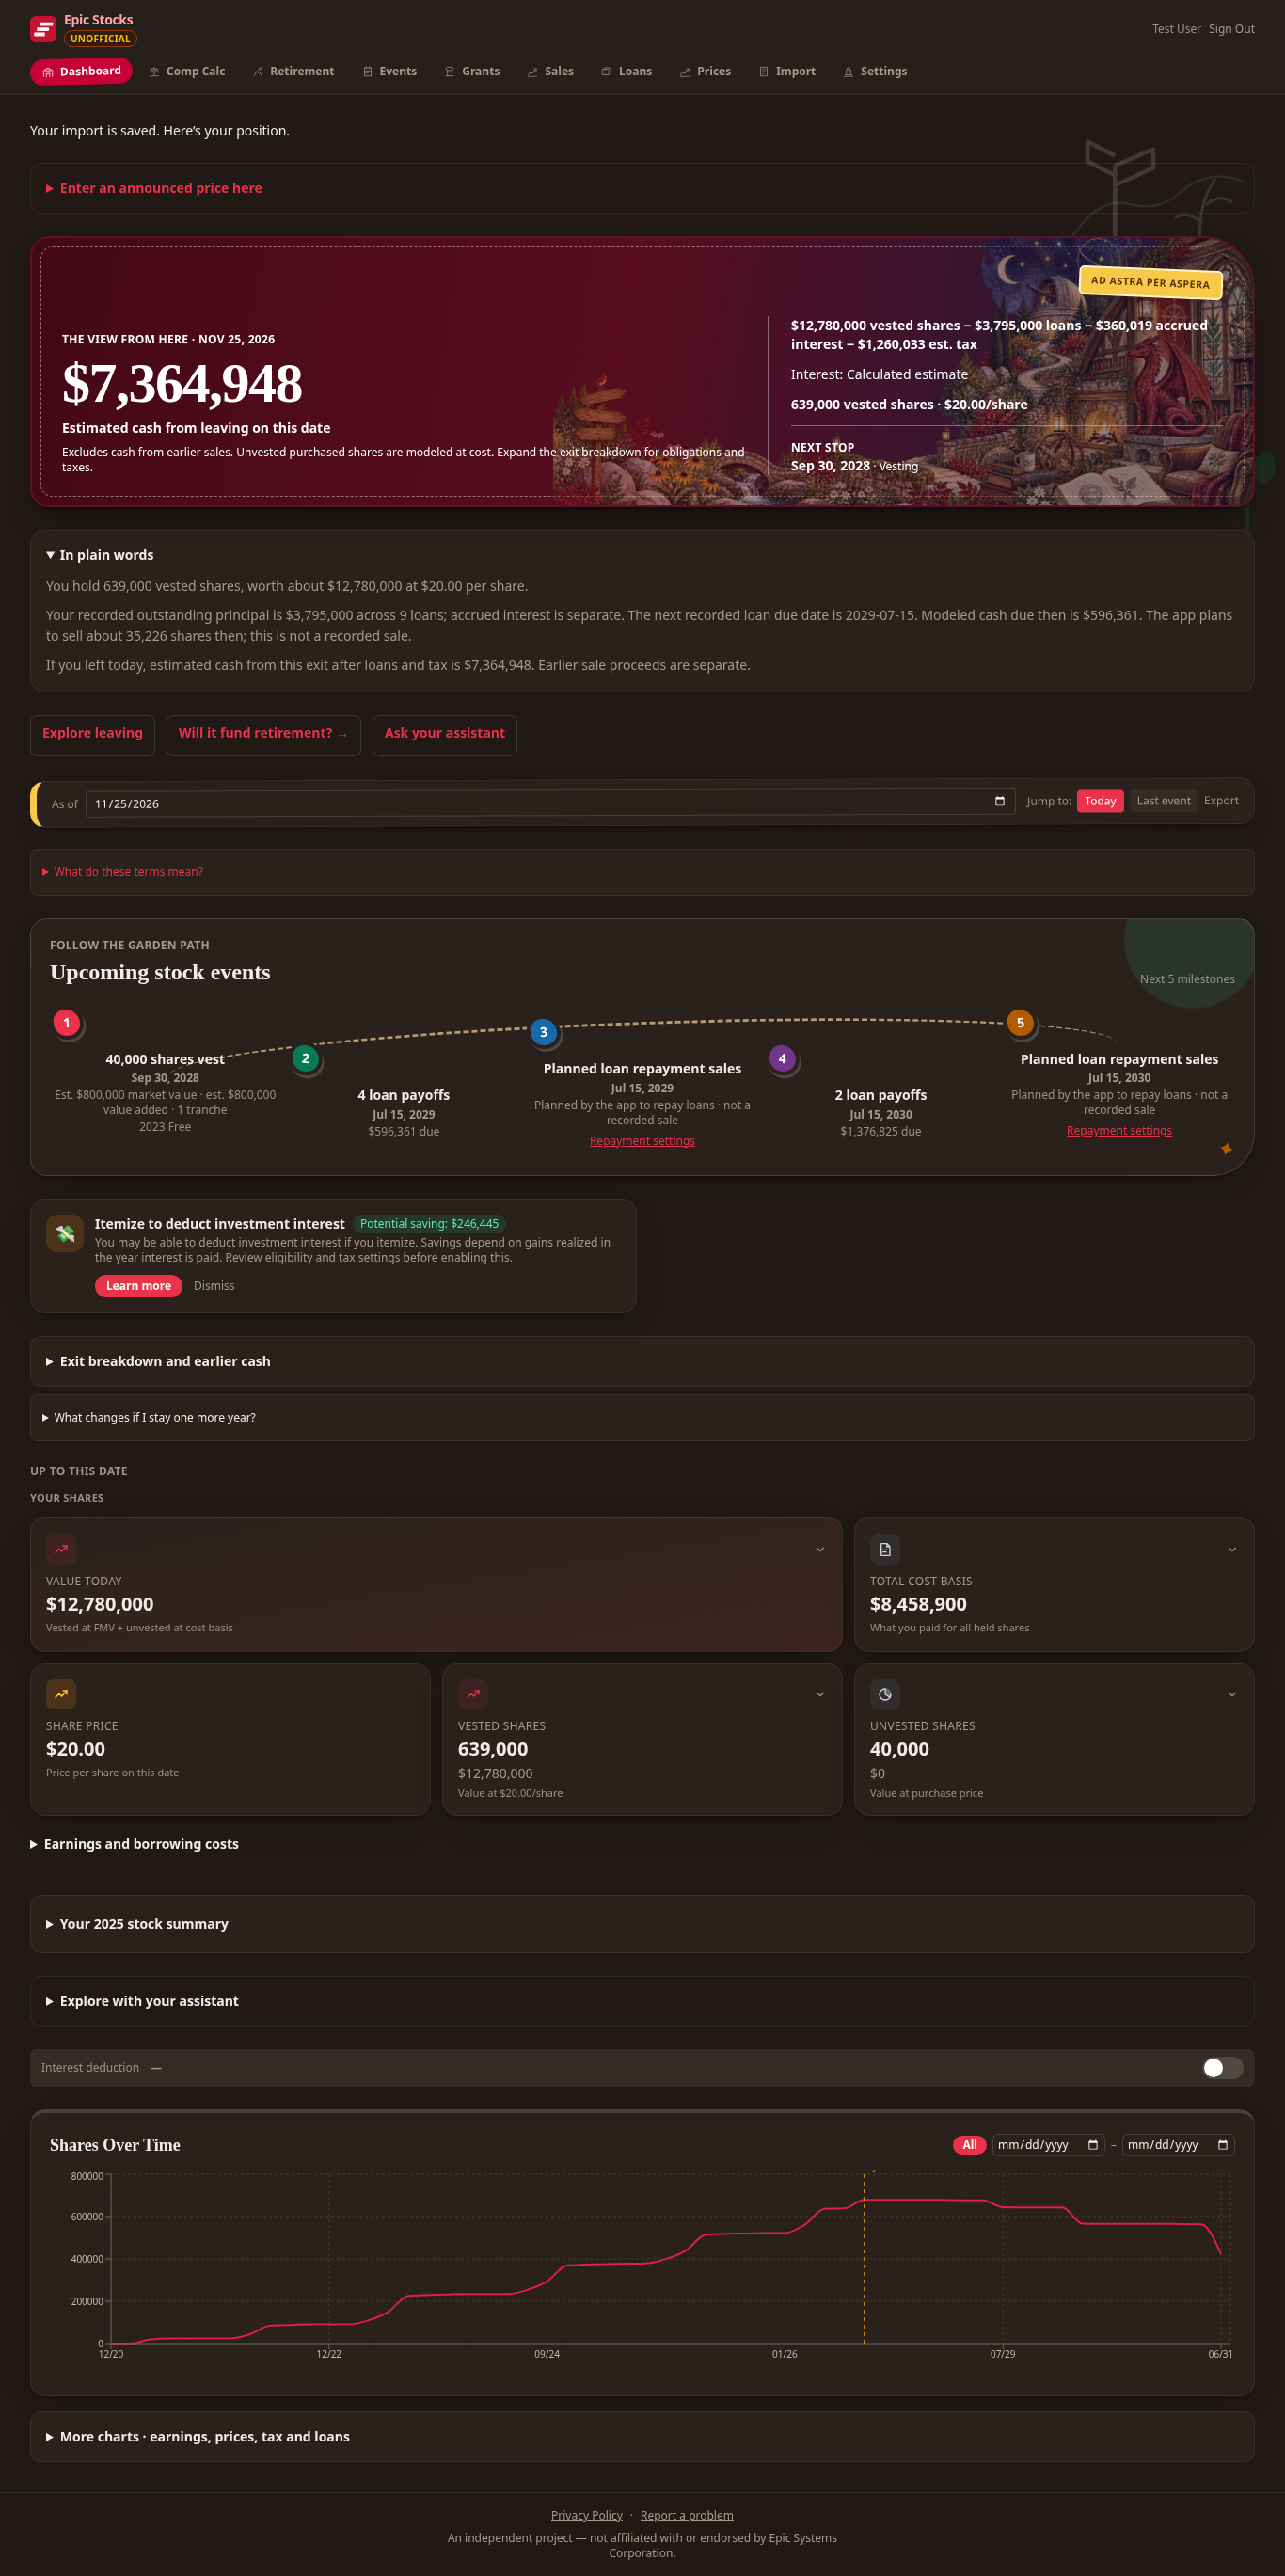 Epic Stocks
UNOFFICIAL
Test User Sign Out
Dashboard Comp Calc Retirement Events Grants Sales Loans Prices Import Settings
Your import is saved. Here’s your position.
Enter an announced price here
AD ASTRA PER ASPERA
THE VIEW FROM HERE · NOV 25, 2026
$7,364,948
Estimated cash from leaving on this date
Excludes cash from earlier sales. Unvested purchased shares are modeled at cost. Expand the exit breakdown for obligations and
taxes.
$12,780,000 vested shares − $3,795,000 loans − $360,019 accrued
interest − $1,260,033 est. tax
Interest: Calculated estimate
639,000 vested shares · $20.00/share
NEXT STOP
Sep 30, 2028 · Vesting
In plain words
You hold 639,000 vested shares, worth about $12,780,000 at $20.00 per share.
Your recorded outstanding principal is $3,795,000 across 9 loans; accrued interest is separate. The next recorded loan due date is 2029-07-15. Modeled cash due then is $596,361. The app plans
to sell about 35,226 shares then; this is not a recorded sale.
If you left today, estimated cash from this exit after loans and tax is $7,364,948. Earlier sale proceeds are separate.
Explore leaving
Will it fund retirement? →
Ask your assistant
As of 11/25/2026 Jump to: Today Last event Export
What do these terms mean?
FOLLOW THE GARDEN PATH
Upcoming stock events
Next 5 milestones
1
40,000 shares vest
Sep 30, 2028
Est. $800,000 market value · est. $800,000
value added · 1 tranche
2023 Free
2
4 loan payoffs
Jul 15, 2029
$596,361 due
3
Planned loan repayment sales
Jul 15, 2029
Planned by the app to repay loans · not a
recorded sale
Repayment settings
4
2 loan payoffs
Jul 15, 2030
$1,376,825 due
5
Planned loan repayment sales
Jul 15, 2030
Planned by the app to repay loans · not a
recorded sale
Repayment settings
Itemize to deduct investment interest Potential saving: $246,445
You may be able to deduct investment interest if you itemize. Savings depend on gains realized in
the year interest is paid. Review eligibility and tax settings before enabling this.
Learn more Dismiss
Exit breakdown and earlier cash
What changes if I stay one more year?
UP TO THIS DATE
YOUR SHARES
VALUE TODAY
$12,780,000
Vested at FMV + unvested at cost basis
TOTAL COST BASIS
$8,458,900
What you paid for all held shares
SHARE PRICE
$20.00
Price per share on this date
VESTED SHARES
639,000
$12,780,000
Value at $20.00/share
UNVESTED SHARES
40,000
$0
Value at purchase price
Earnings and borrowing costs
Your 2025 stock summary
Explore with your assistant
Interest deduction —
Shares Over Time
All mm/dd/yyyy – mm/dd/yyyy
800000
600000
400000
200000
0
12/20 12/22 09/24 01/26 07/29 06/31
More charts · earnings, prices, tax and loans
Privacy Policy · Report a problem
An independent project — not affiliated with or endorsed by Epic Systems
Corporation.